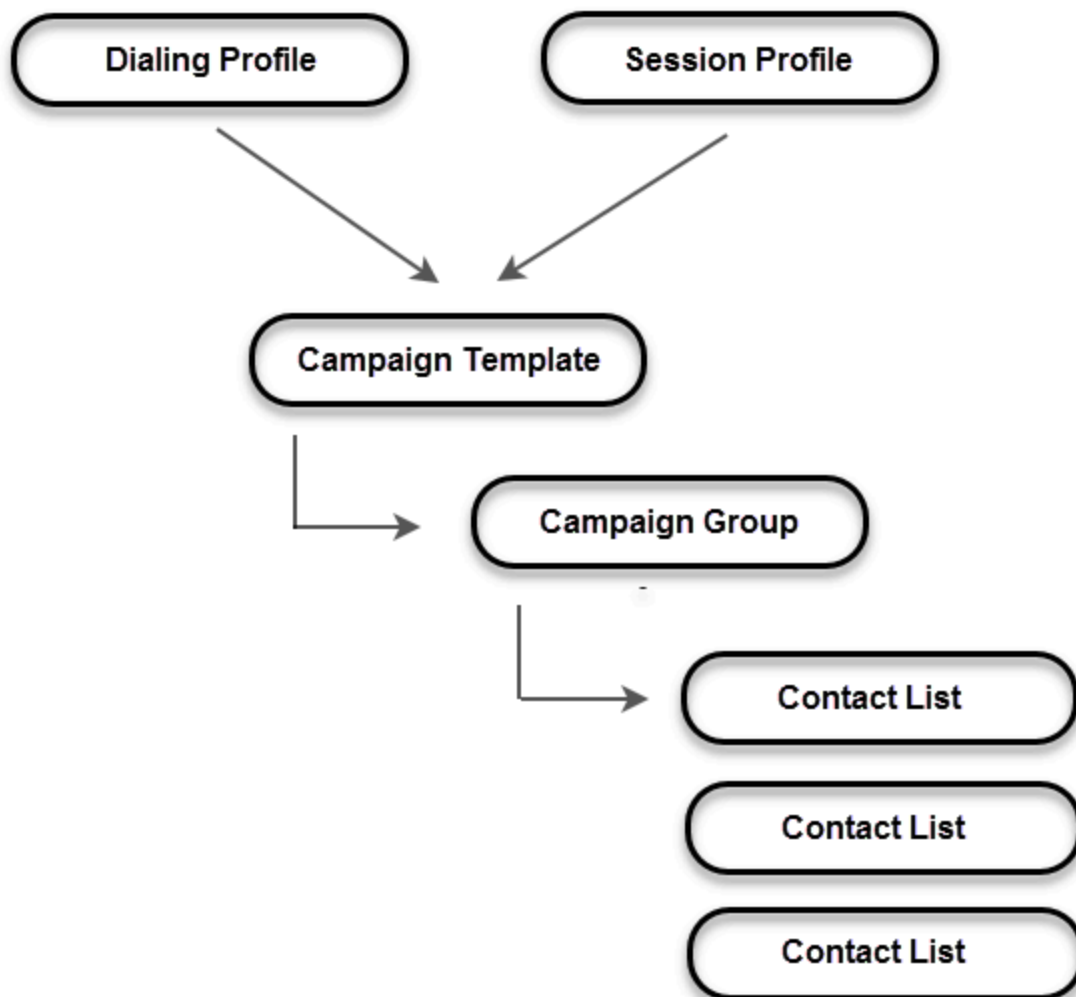 Dialing Profile
Session Profile
Campaign Template
Campaign Group
Contact List
Contact List
Contact List